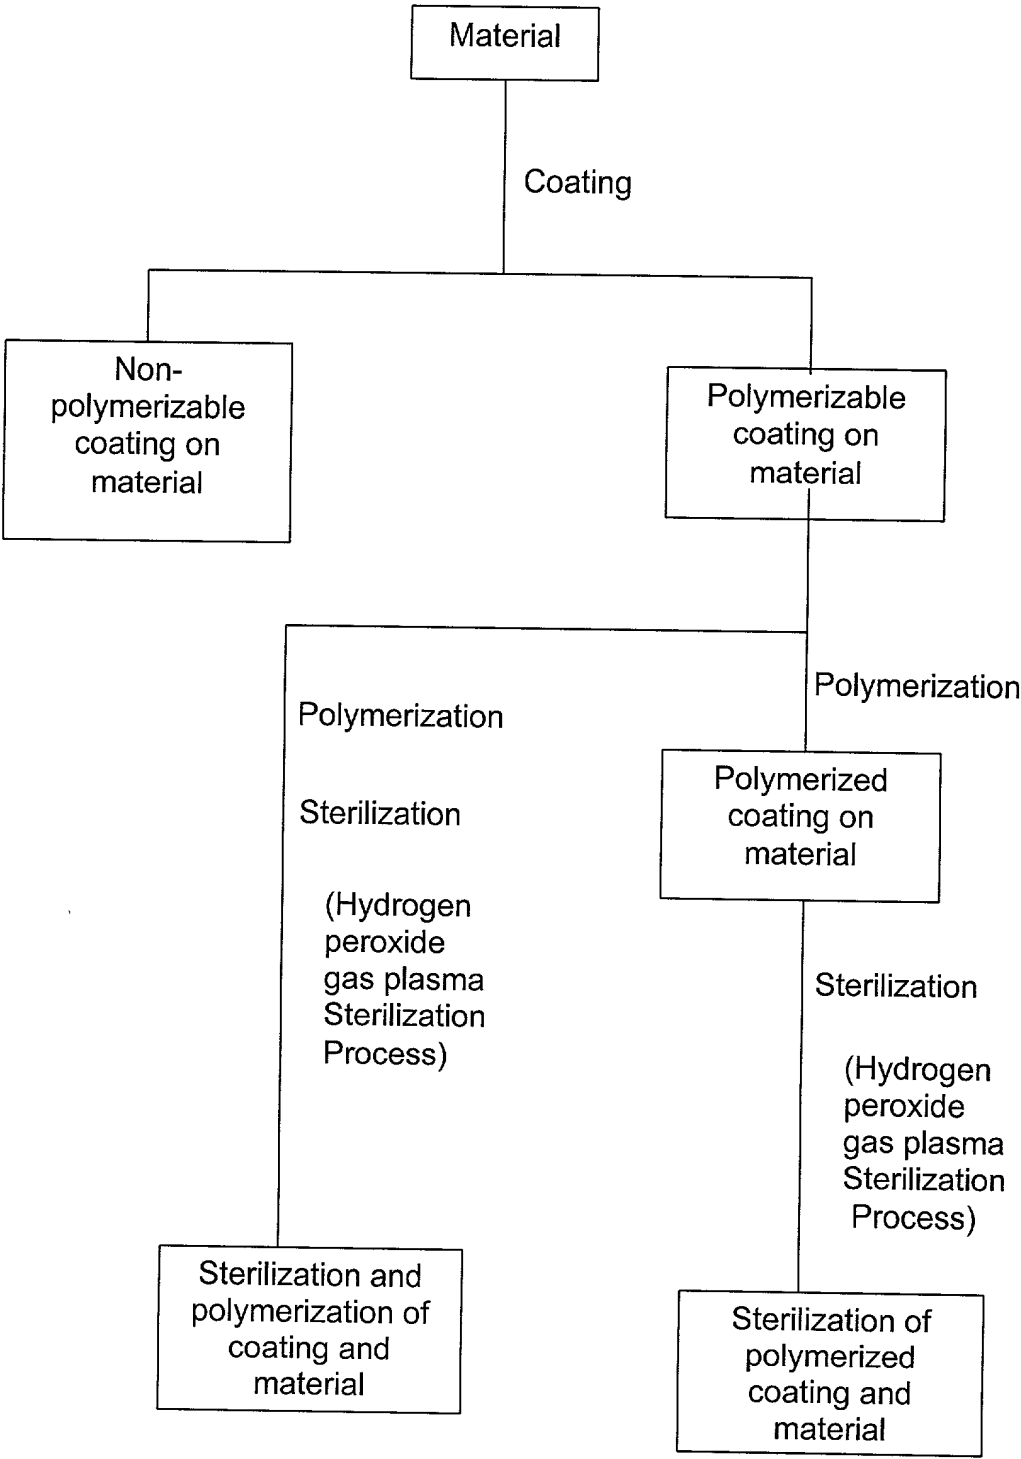 Material
Coating
Non-
polymerizable
coating on
material
Polymerizable
coating on
material
Polymerization
Sterilization
(Hydrogen
peroxide
gas plasma
Sterilization
Process)
Polymerization
Polymerized
coating on
material
Sterilization
(Hydrogen
peroxide
gas plasma
Sterilization
Process)
Sterilization and
polymerization of
coating and
material
Sterilization of
polymerized
coating and
material